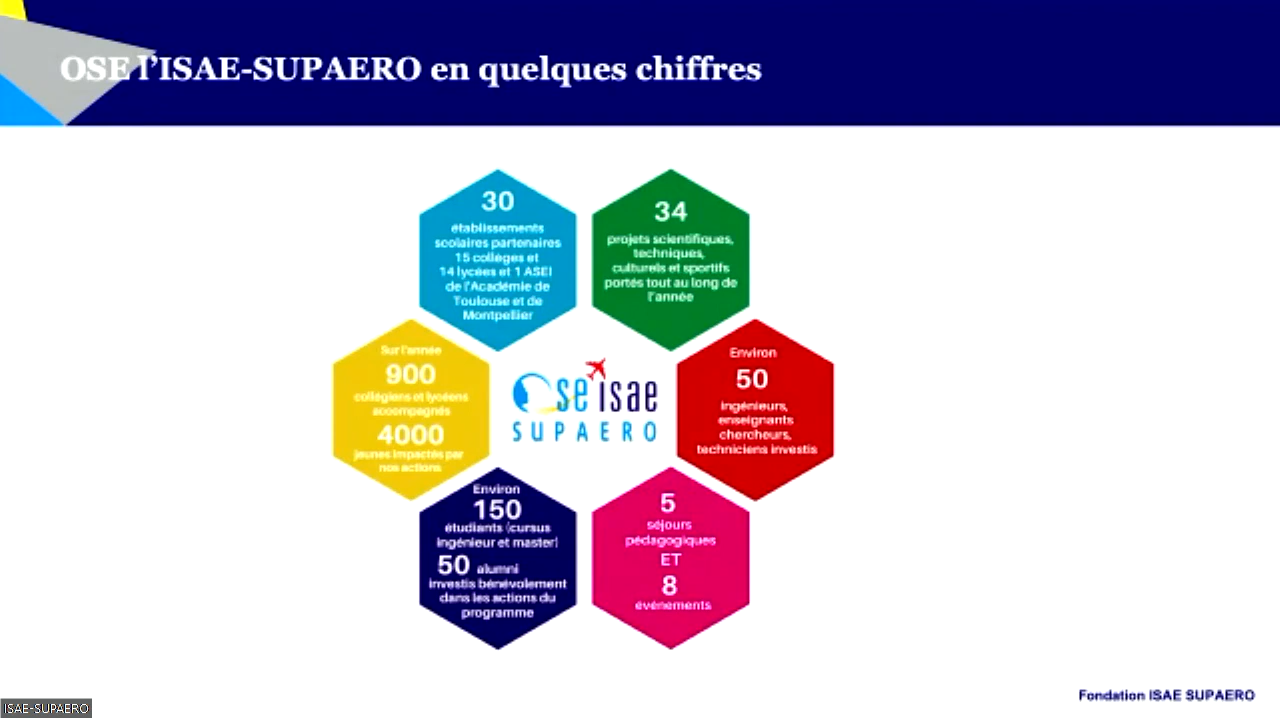 OSE l'ISAE-SUPAERO en quelques chiffres
30
établissements
scolaires partenaires
15 collèges et
14 lycées et 1 ASEI
de l'Académie de
Toulouse et de
Montpellier
34
projets scientifiques,
techniques,
culturels et sportifs
portés tout au long de
l'année
Sur l'année
900
collégiens et lycéens
accompagnés
4000
jeunes impactés par
nos actions
Ose isae
SUPAERO
Environ
50
ingénieurs,
enseignants
chercheurs,
techniciens investis
Environ
150
étudiants (cursus
ingénieur et master)
50 alumni
investis bénévolement
dans les actions du
programme
5
séjours
pédagogiques
ET
8
événements
Fondation ISAE SUPAERO
ISAE-SUPAERO